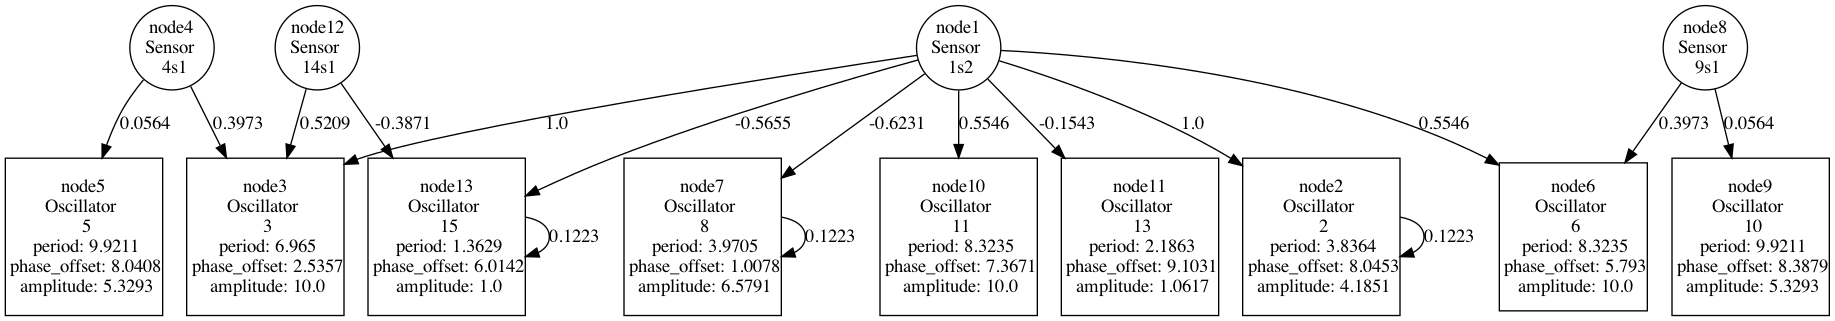 node4
Sensor
4s1
node12
Sensor
14s1
node1
Sensor
1s2
node8
Sensor
9s1
0.0564
0.3973
0.5209
-0.3871
1.0
-0.5655
-0.6231
0.5546
-0.1543
1.0
0.5546
0.3973
0.0564
node5
Oscillator
5
period: 9.9211
phase_offset: 8.0408
amplitude: 5.3293
node3
Oscillator
3
period: 6.965
phase_offset: 2.5357
amplitude: 10.0
node13
Oscillator
15
period: 1.3629
phase_offset: 6.0142
amplitude: 1.0
0.1223
node7
Oscillator
8
period: 3.9705
phase_offset: 1.0078
amplitude: 6.5791
0.1223
node10
Oscillator
11
period: 8.3235
phase_offset: 7.3671
amplitude: 10.0
node11
Oscillator
13
period: 2.1863
phase_offset: 9.1031
amplitude: 1.0617
node2
Oscillator
2
period: 3.8364
phase_offset: 8.0453
amplitude: 4.1851
0.1223
node6
Oscillator
6
period: 8.3235
phase_offset: 5.793
amplitude: 10.0
node9
Oscillator
10
period: 9.9211
phase_offset: 8.3879
amplitude: 5.3293